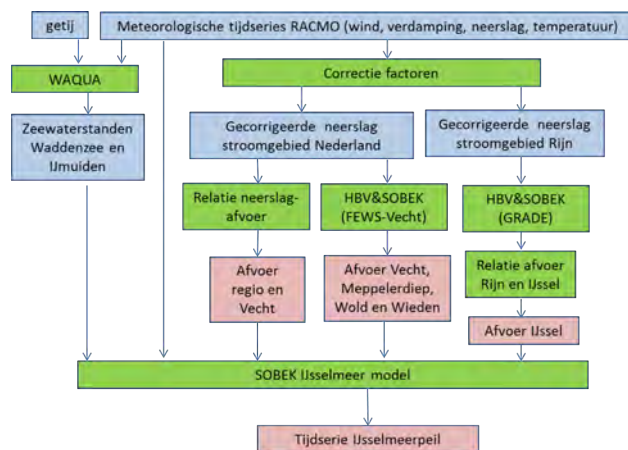 getij
Meteorologische tijdseries RACMO (wind, verdamping, neerslag, temperatuur)
WAQUA
Correctie factoren
Zeewaterstanden
Waddenzee en
IJmuiden
Gecorrigeerde neerslag
stroomgebied Nederland
Gecorrigeerde neerslag
stroomgebied Rijn
Relatie neerslag-
afvoer
HBV&SOBEK
(FEWS-Vecht)
HBV&SOBEK
(GRADE)
Afvoer
regio en
Vecht
Afvoer Vecht,
Meppelerdiep,
Wold en Wieden
Relatie afvoer
Rijn en IJssel
Afvoer IJssel
SOBEK IJsselmeer model
Tijdserie IJsselmeerpeil